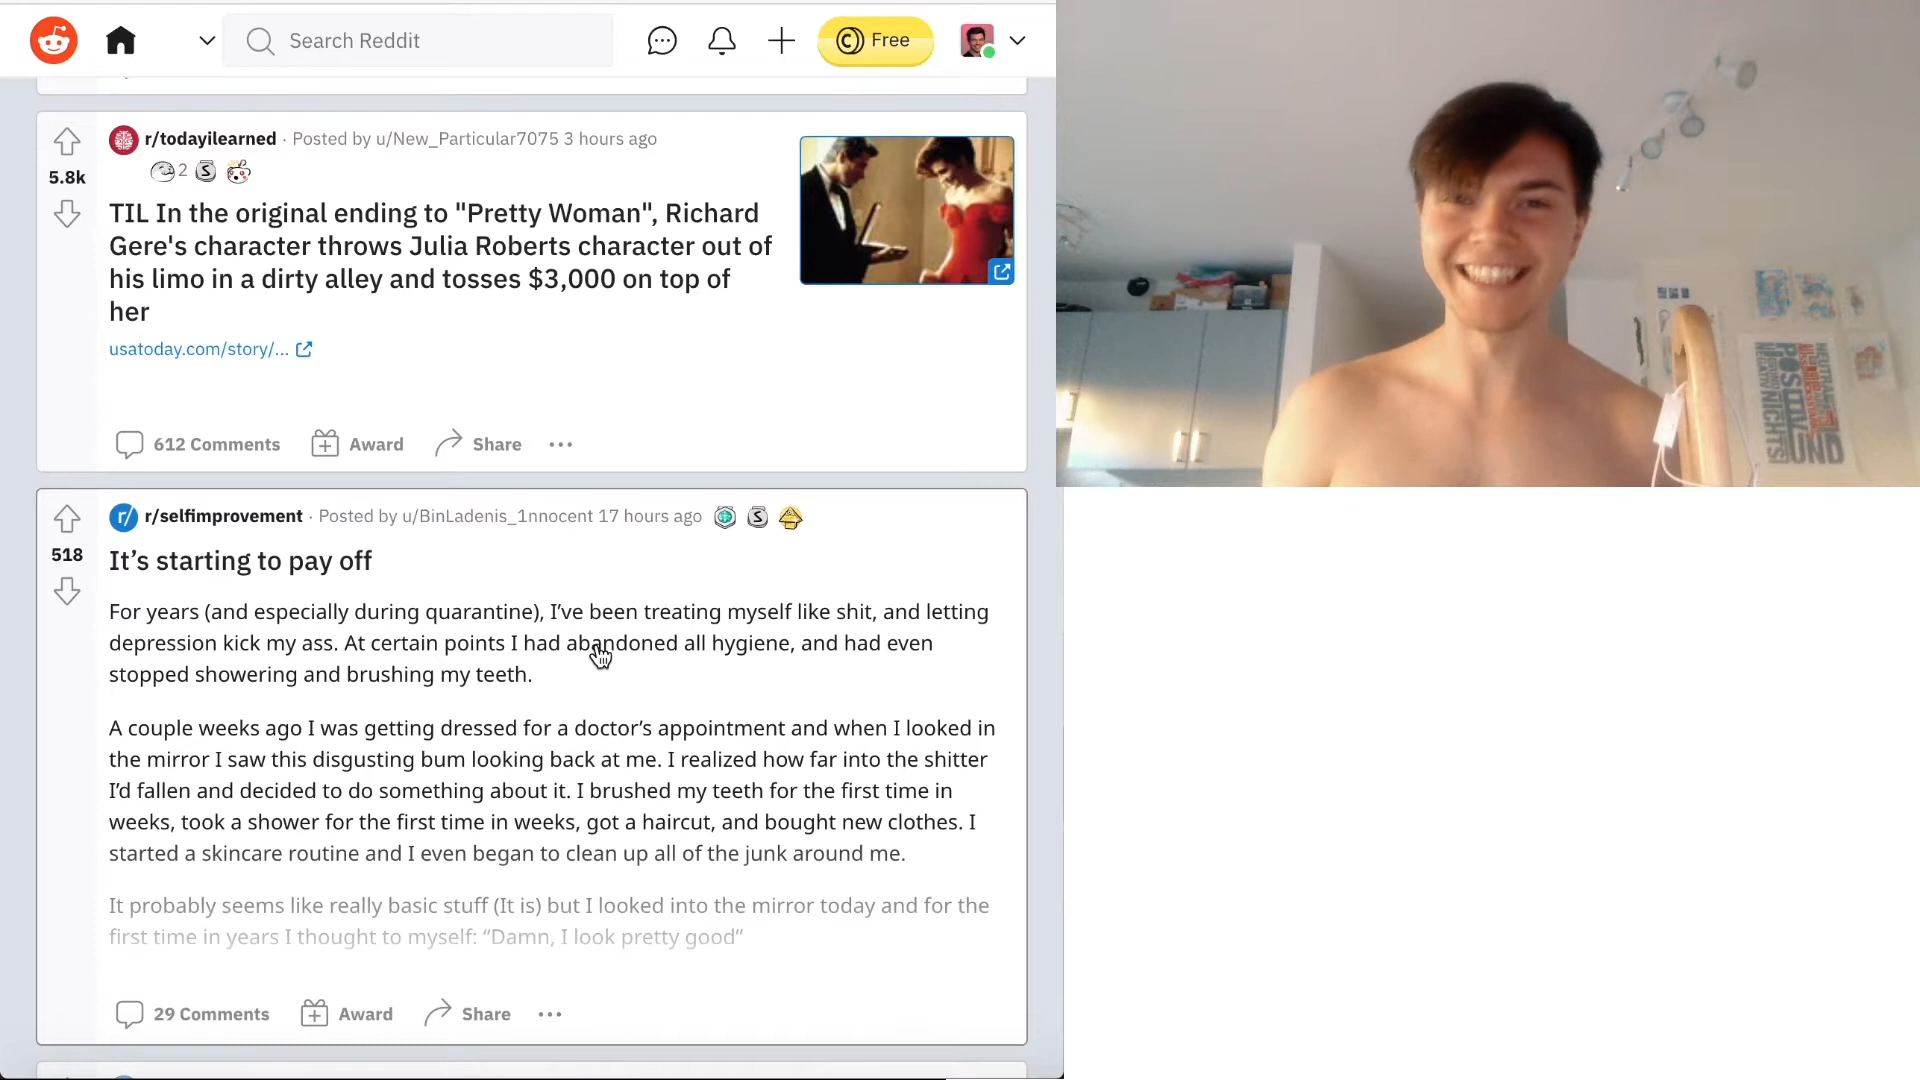 Search Reddit
Free
r/todayilearned · Posted by u/New_Particular7075 3 hours ago
2
5.8k
TIL In the original ending to "Pretty Woman", Richard
Gere's character throws Julia Roberts character out of
his limo in a dirty alley and tosses $3,000 on top of
her
usatoday.com/story/...
612 Comments
Award
Share
r/selfimprovement · Posted by u/BinLadenis_1nnocent 17 hours ago
518
It’s starting to pay off
For years (and especially during quarantine), I’ve been treating myself like shit, and letting
depression kick my ass. At certain points I had abandoned all hygiene, and had even
stopped showering and brushing my teeth.
A couple weeks ago I was getting dressed for a doctor’s appointment and when I looked in
the mirror I saw this disgusting bum looking back at me. I realized how far into the shitter
I’d fallen and decided to do something about it. I brushed my teeth for the first time in
weeks, took a shower for the first time in weeks, got a haircut, and bought new clothes. I
started a skincare routine and I even began to clean up all of the junk around me.
It probably seems like really basic stuff (It is) but I looked into the mirror today and for the
first time in years I thought to myself: “Damn, I look pretty good”
29 Comments
Award
Share
POSITIV
UND
NICHTS